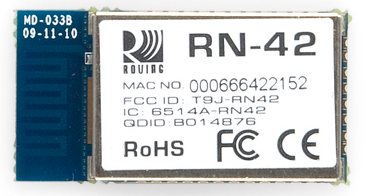 MD-033B
09-11-10
ROVING
RN-42
MAC NO. 000666422152
FCC ID: T9J-RN42
IC: 6514A-RN42
QDID: 8014876
RoHS FC CE